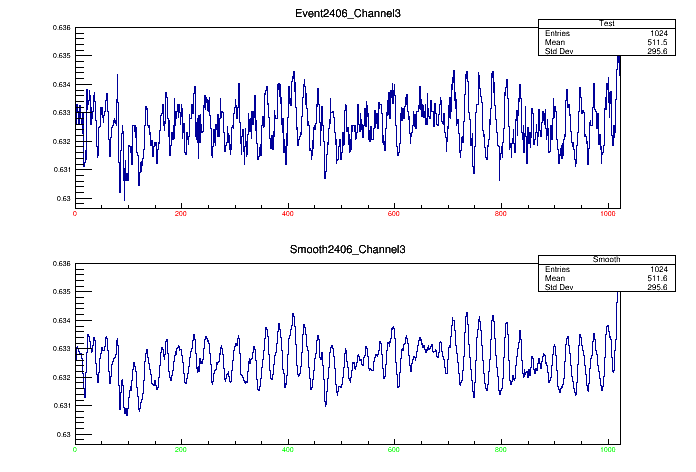 Event2406_Channel3
Test
Entries 1024
Mean 511.5
Std Dev 295.6
0.636
0.635
0.634
0.633
0.632
0.631
0.63
0 200 400 600 800 1000
Smooth2406_Channel3
Smooth
Entries 1024
Mean 511.6
Std Dev 295.6
0.636
0.635
0.634
0.633
0.632
0.631
0.63
0 200 400 600 800 1000